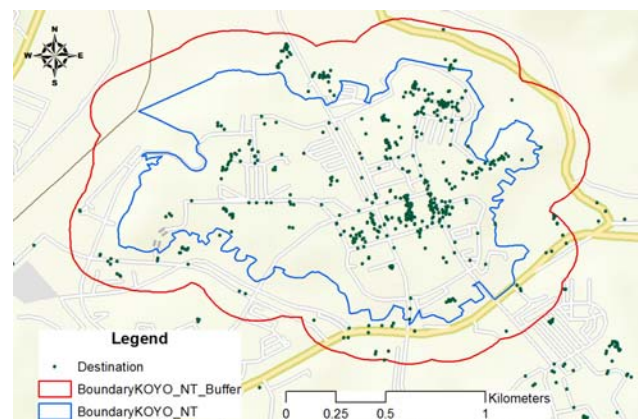 N
W E
S
Legend
Destination
BoundaryKOYO_NT_Buffer
BoundaryKOYO_NT
Kilometers
0 0.25 0.5 1